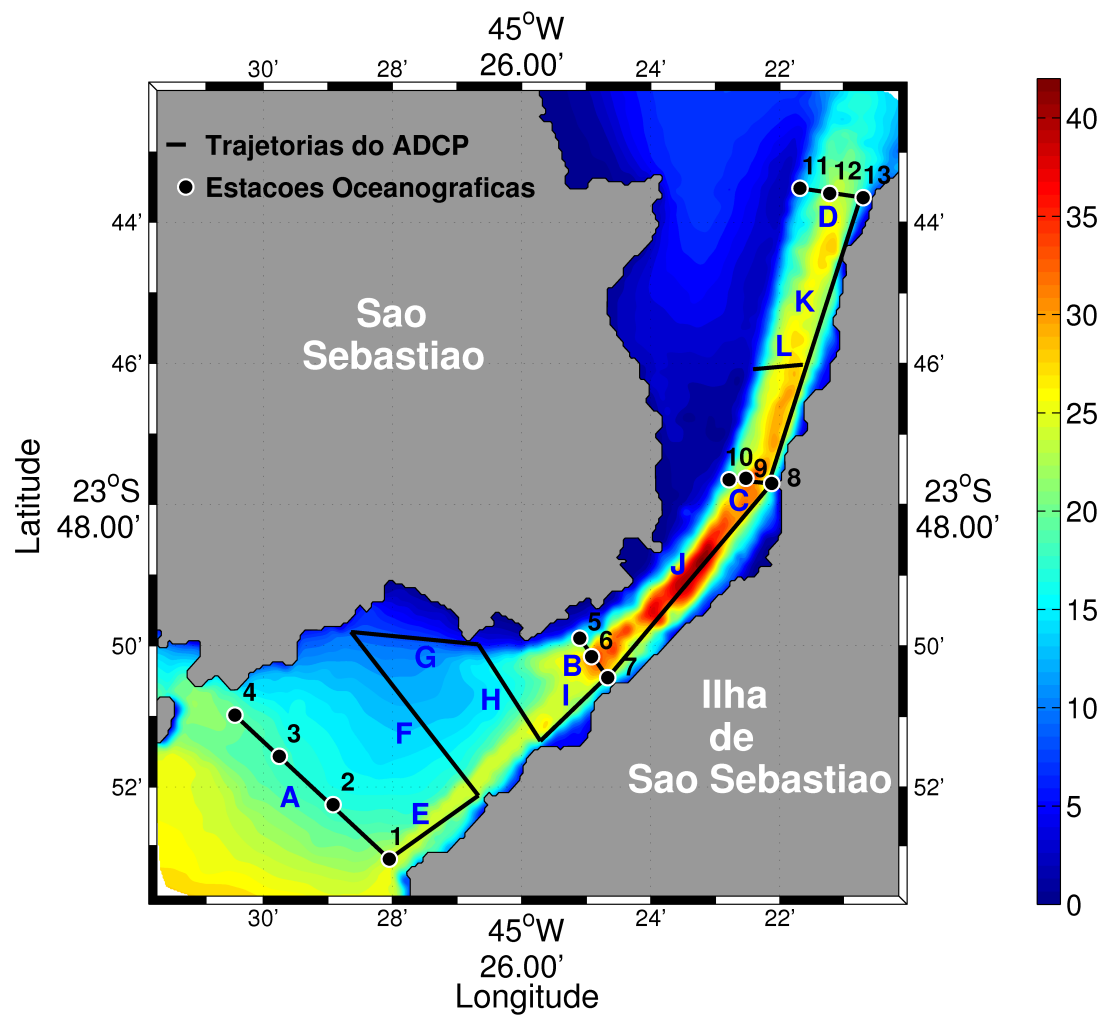 45°W
26.00’
30’ 28’ 24’ 22’
Trajetorias do ADCP
Estacoes Oceanograficas
11 12 13
D
44’ 44’
K
Sao
Sebastiao
L
46’ 46’
10 9 8
C
23°S
48.00’
23°S
48.00’
Latitude
J
5
6
50’ 50’
B 7
G
H I
F
Ilha
de
Sao Sebastiao
4
3
2
A
52’ 52’
E
1
30’ 28’ 24’ 22’
45°W
26.00’
Longitude
40
35
30
25
20
15
10
5
0